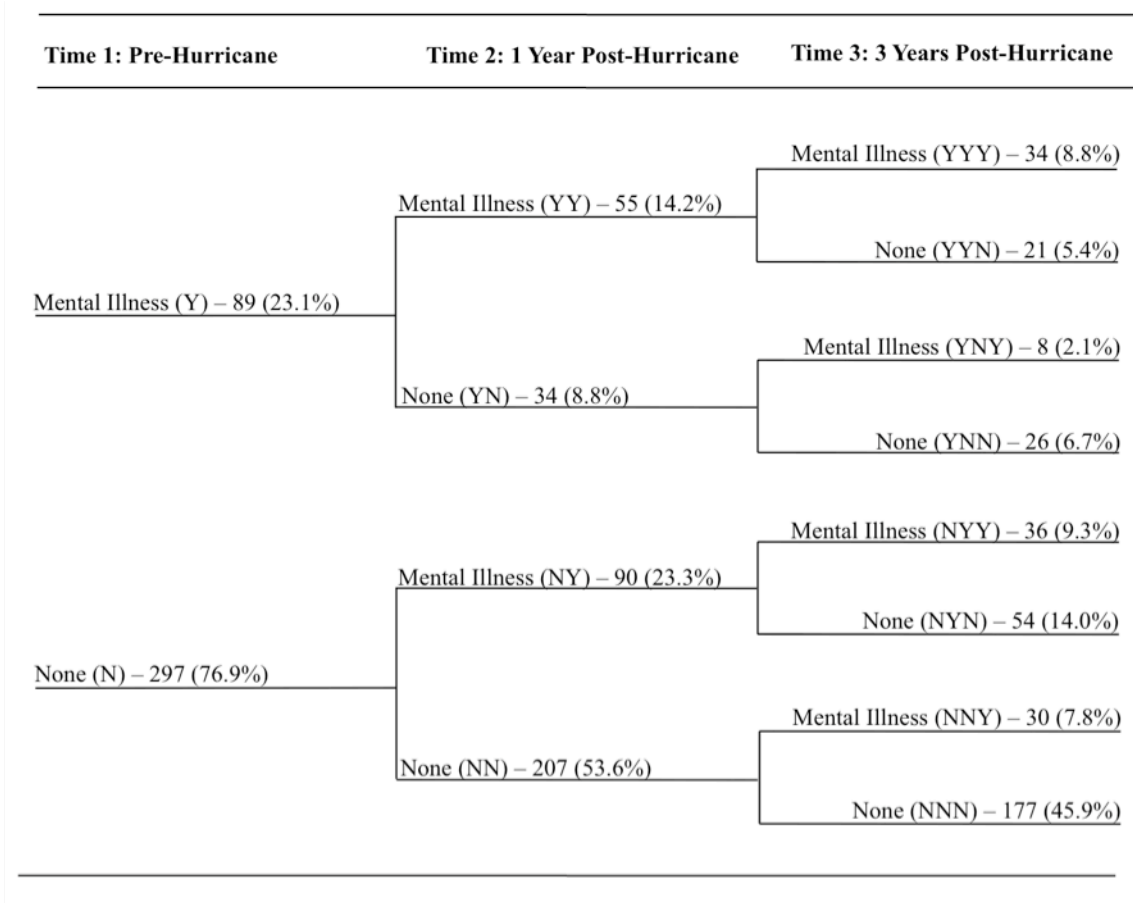 Time 1: Pre-Hurricane
Time 2: 1 Year Post-Hurricane
Time 3: 3 Years Post-Hurricane
Mental Illness (YYY) – 34 (8.8%)
Mental Illness (YY) – 55 (14.2%)
None (YYN) – 21 (5.4%)
Mental Illness (Y) – 89 (23.1%)
Mental Illness (YNY) – 8 (2.1%)
None (YN) – 34 (8.8%)
None (YNN) – 26 (6.7%)
Mental Illness (NYY) – 36 (9.3%)
Mental Illness (NY) – 90 (23.3%)
None (NYN) – 54 (14.0%)
None (N) – 297 (76.9%)
Mental Illness (NNY) – 30 (7.8%)
None (NN) – 207 (53.6%)
None (NNN) – 177 (45.9%)